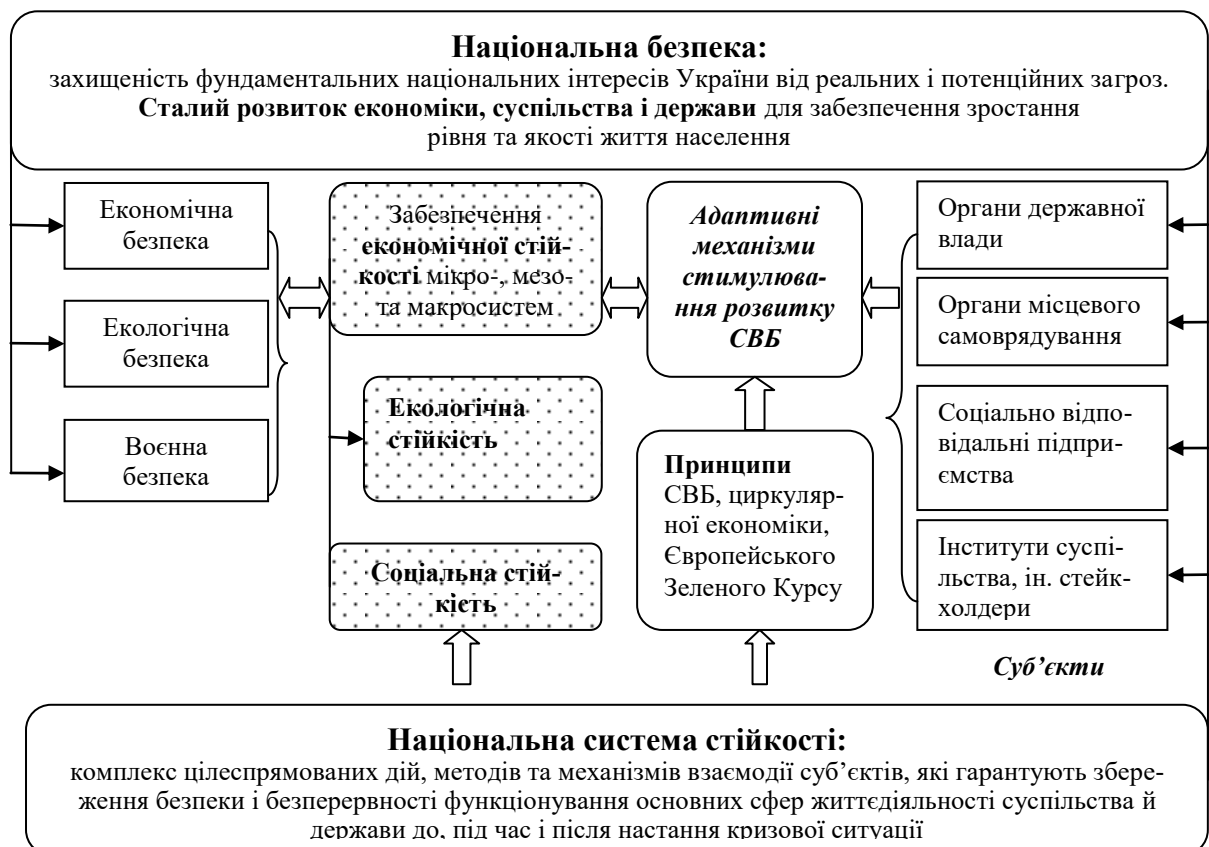 Національна безпека:
захищеність фундаментальних національних інтересів України від реальних і потенційних загроз.
Сталий розвиток економіки, суспільства і держави для забезпечення зростання
рівня та якості життя населення
Економічна
безпека
Екологічна
безпека
Воєнна
безпека
Забезпечення
економічної стій-
кості мікро-, мезо-
та макросистем
Екологічна
стійкість
Соціальна стій-
кість
Адаптивні
механізми
стимулюва-
ння розвитку
СВБ
Принципи
СВБ, циркуляр-
ної економіки,
Європейського
Зеленого Курсу
Органи державної
влади
Органи місцевого
самоврядування
Соціально відпо-
відальні підпри-
ємства
Інститути суспі-
льства, ін. стейк-
холдери
Суб’єкти
Національна система стійкості:
комплекс цілеспрямованих дій, методів та механізмів взаємодії суб’єктів, які гарантують збере-
ження безпеки і безперервності функціонування основних сфер життєдіяльності суспільства й
держави до, під час і після настання кризової ситуації